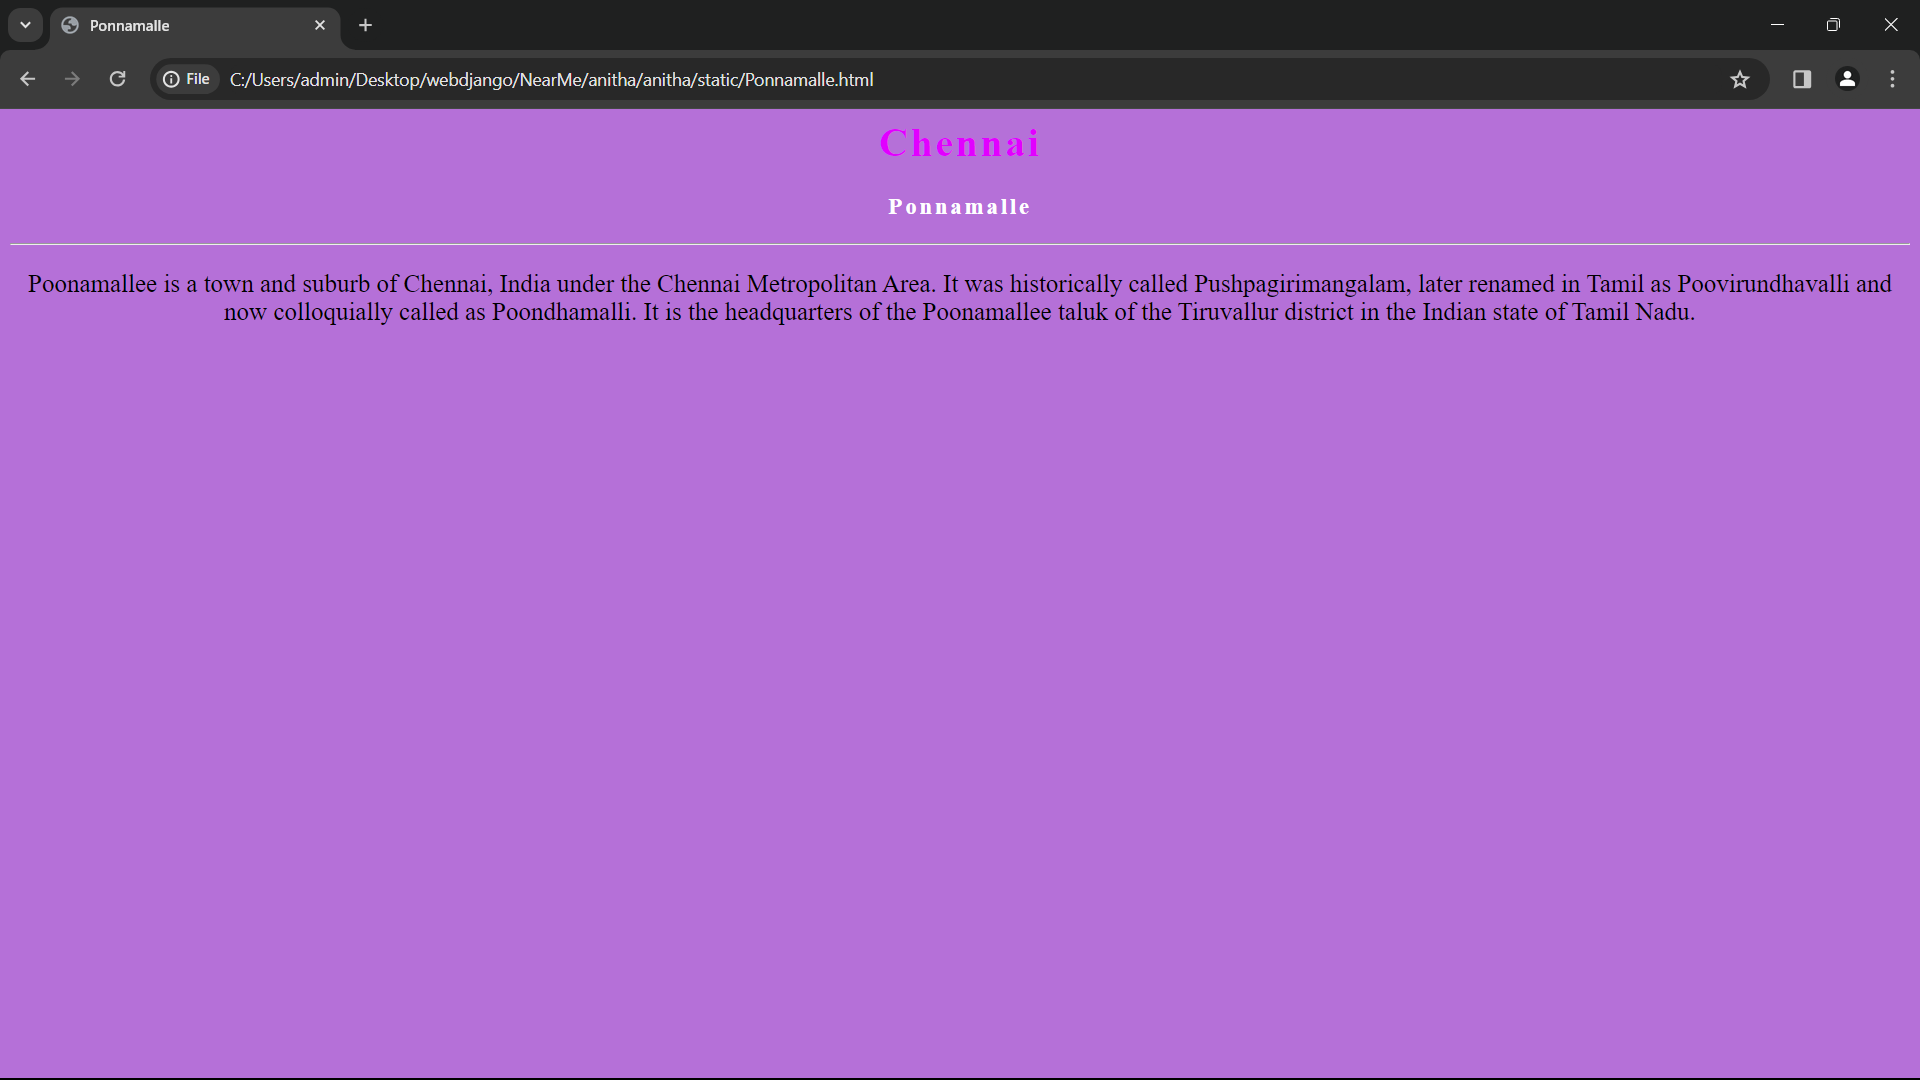 Ponnamalle
File C:/Users/admin/Desktop/webdjango/NearMe/anitha/anitha/static/Ponnamalle.html
Chennai
Ponnamalle
Poonamallee is a town and suburb of Chennai, India under the Chennai Metropolitan Area. It was historically called Pushpagirimangalam, later renamed in Tamil as Poovirundhavalli and
now colloquially called as Poondhamalli. It is the headquarters of the Poonamallee taluk of the Tiruvallur district in the Indian state of Tamil Nadu.